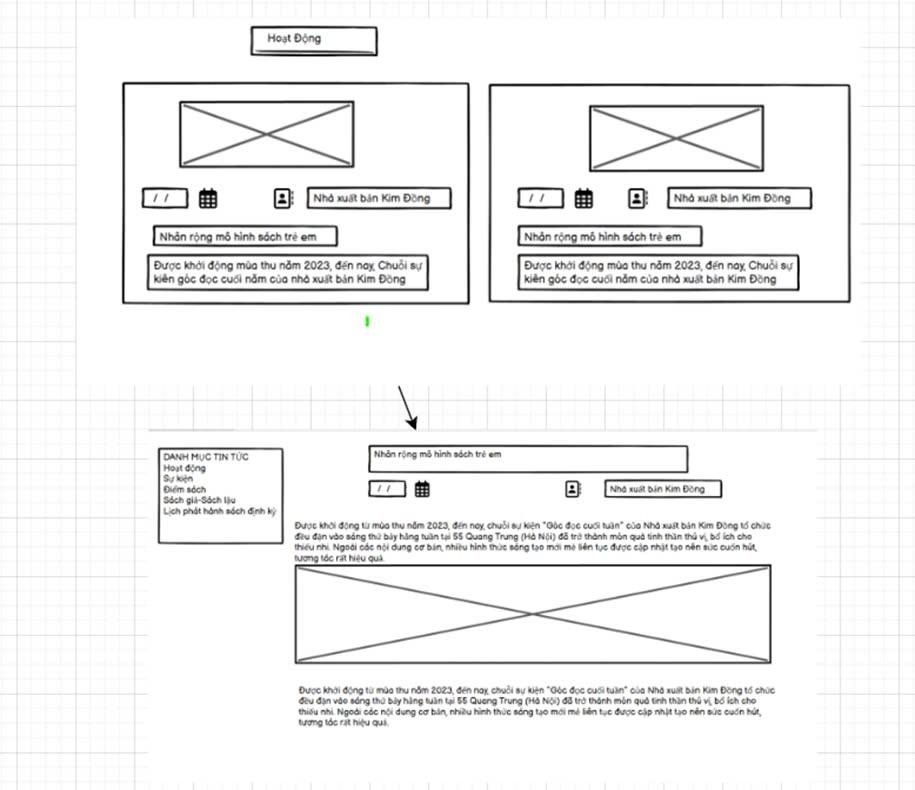 Hoạt Động
/ /
Nhà xuất bản Kim Đồng
Nhân rộng mô hình sách trẻ em
Được khởi động mùa thu năm 2023, đến nay, Chuỗi sự
kiên góc đọc cuối năm của nhà xuất bản Kim Đồng
/ /
Nhà xuất bản Kim Đồng
Nhân rộng mô hình sách trẻ em
Được khởi động mùa thu năm 2023, đến nay, Chuỗi sự
kiên góc đọc cuối năm của nhà xuất bản Kim Đồng
DANH MỤC TIN TỨC
Hoạt động
Sự kiện
Điểm sách
Sách giả-Sách lậu
Lịch phát hành sách định kỳ
Nhân rộng mô hình sách trẻ em
/ /
Nhà xuất bản Kim Đồng
Được khởi động từ mùa thu năm 2023, đến nay, chuỗi sự kiện "Góc đọc cuối tuần" của Nhà xuất bản Kim Đồng tổ chức
đều đặn vào sáng thứ bảy hằng tuần tại 55 Quang Trung (Hà Nội) đã trở thành món quà tinh thần thú vị, bổ ích cho
thiếu nhi. Ngoài các nội dung cơ bản, nhiều hình thức sáng tạo mới mẻ liên tục được cập nhật tạo nên sức cuốn hút,
tương tác rất hiệu quả.
Được khởi động từ mùa thu năm 2023, đến nay, chuỗi sự kiện "Góc đọc cuối tuần" của Nhà xuất bản Kim Đồng tổ chức
đều đặn vào sáng thứ bảy hằng tuần tại 55 Quang Trung (Hà Nội) đã trở thành món quà tinh thần thú vị, bổ ích cho
thiếu nhi. Ngoài các nội dung cơ bản, nhiều hình thức sáng tạo mới mẻ liên tục được cập nhật tạo nên sức cuốn hút,
tương tác rất hiệu quả.